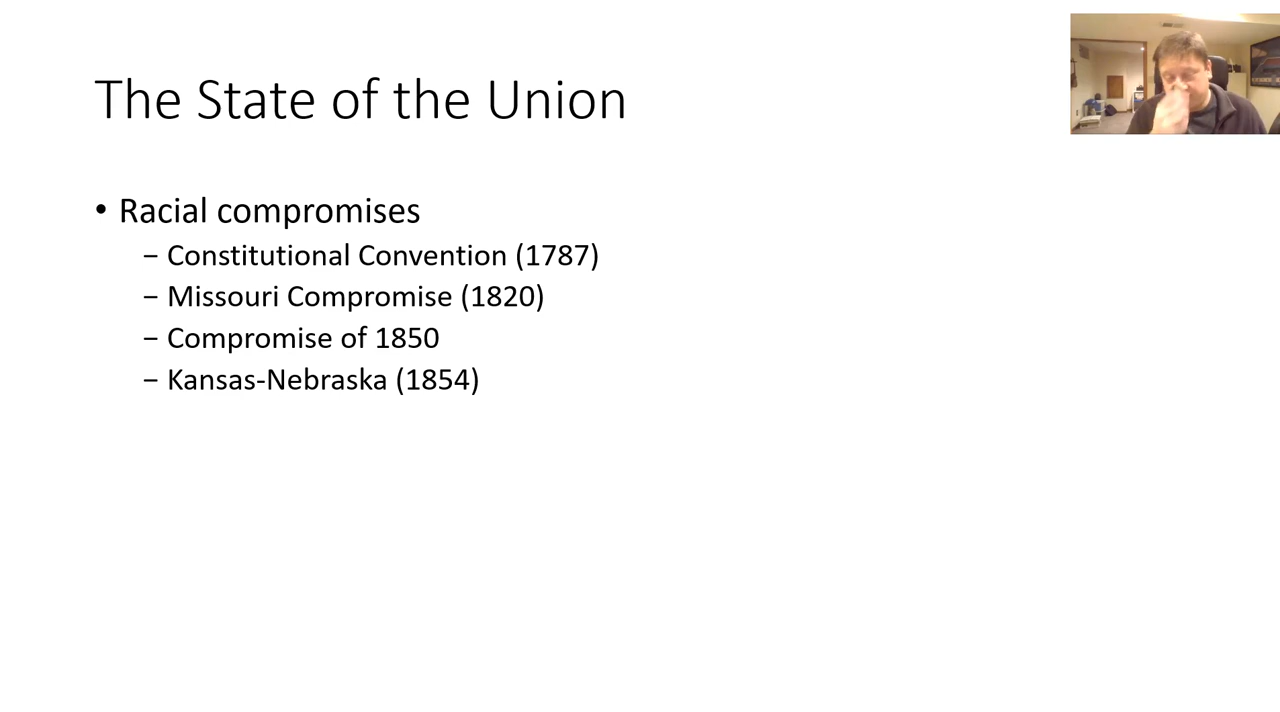 The State of the Union
• Racial compromises
– Constitutional Convention (1787)
– Missouri Compromise (1820)
– Compromise of 1850
– Kansas-Nebraska (1854)